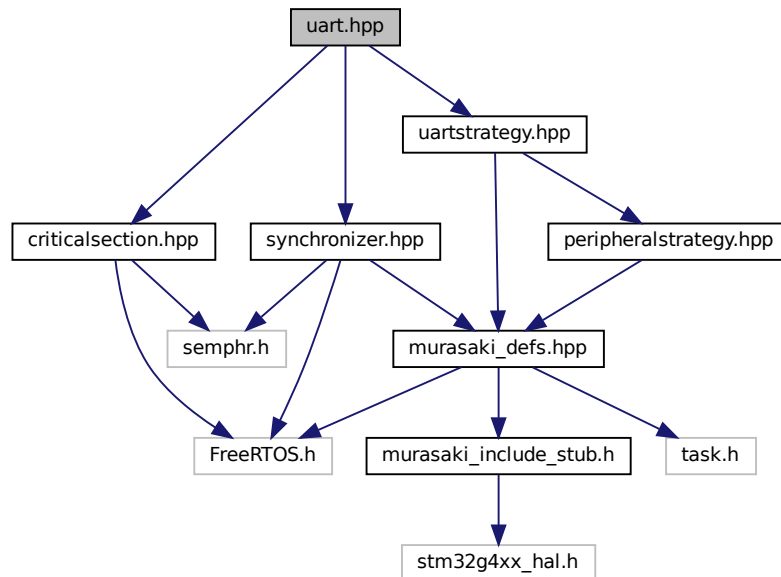 uart.hpp
uartstrategy.hpp
criticalsection.hpp
synchronizer.hpp
peripheralstrategy.hpp
semphr.h
murasaki_defs.hpp
FreeRTOS.h
murasaki_include_stub.h
task.h
stm32g4xx_hal.h